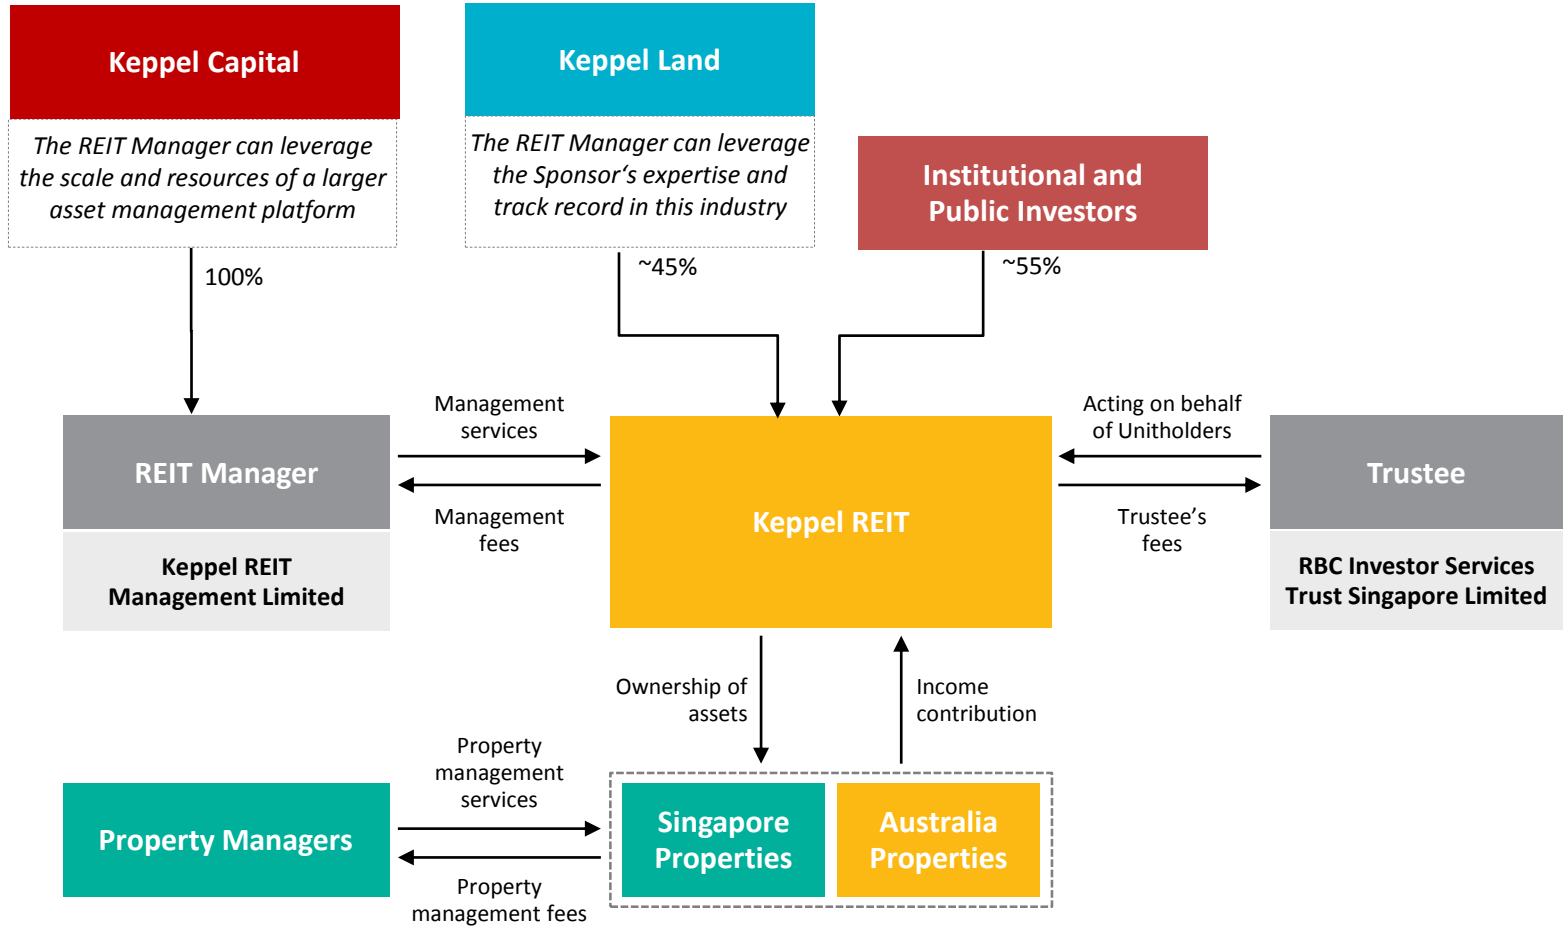 Keppel Capital
The REIT Manager can leverage
the scale and resources of a larger
asset management platform
100%
Keppel Land
The REIT Manager can leverage
the Sponsor‘s expertise and
track record in this industry
~45%
Institutional and
Public Investors
~55%
REIT Manager
Keppel REIT
Management Limited
Management
services
Management
fees
Keppel REIT
Acting on behalf
of Unitholders
Trustee’s
fees
Trustee
RBC Investor Services
Trust Singapore Limited
Ownership of
assets
Income
contribution
Property Managers
Property
management
services
Property
management fees
Singapore
Properties
Australia
Properties